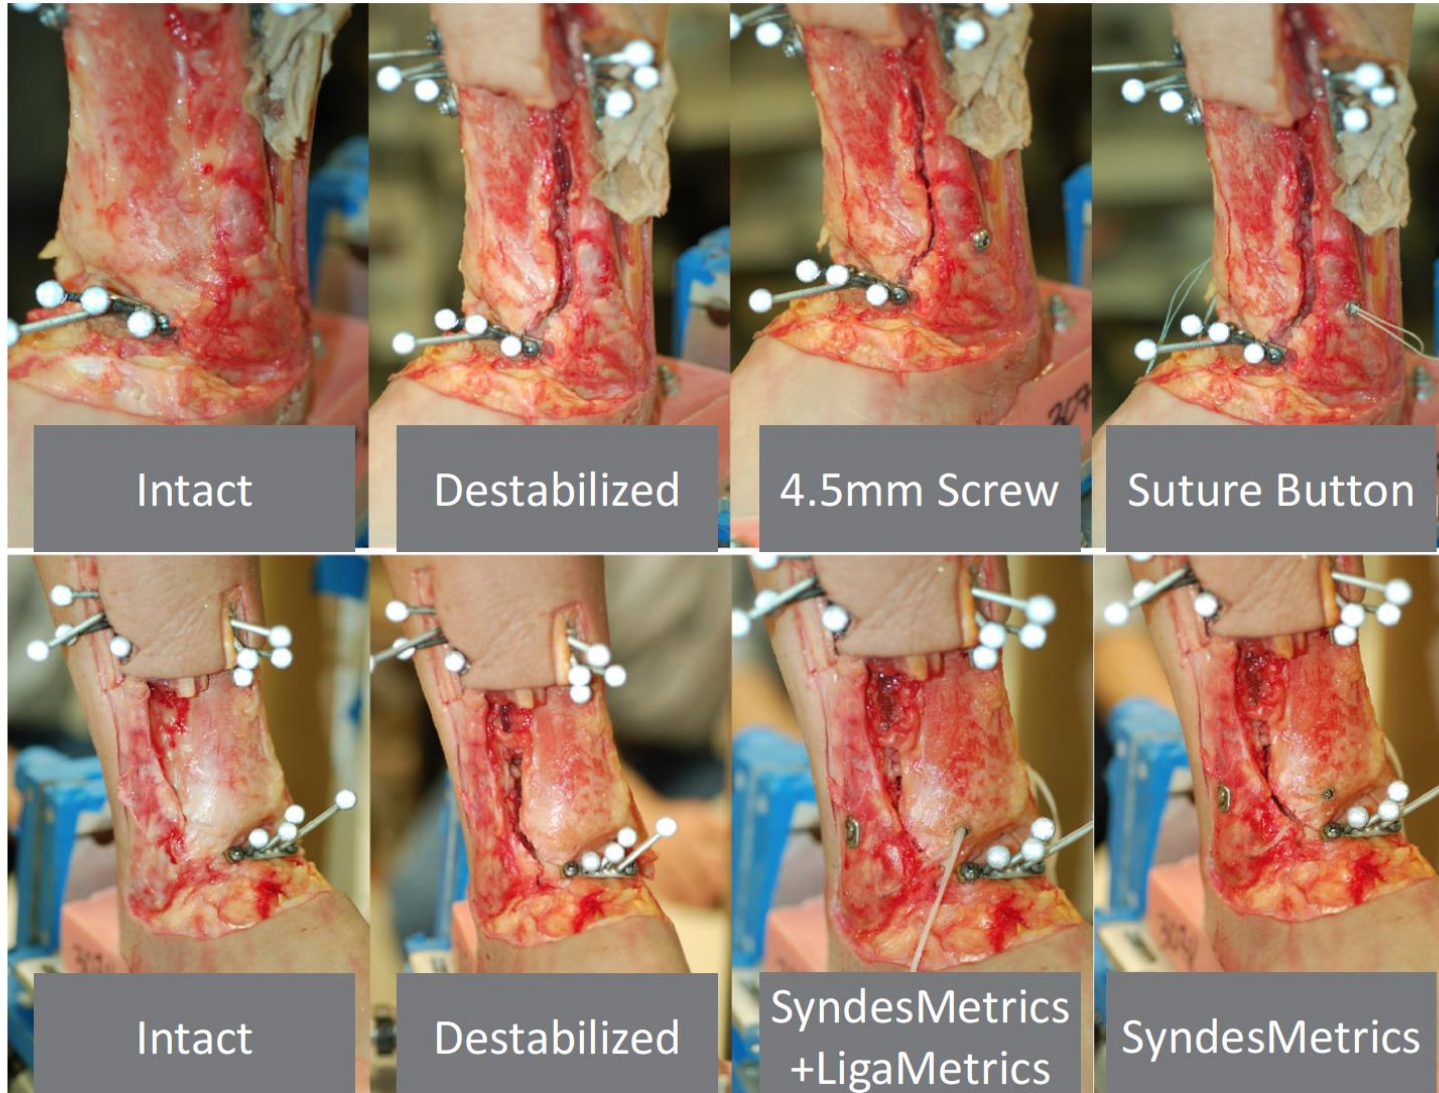 Intact
Destabilized
4.5mm Screw
Suture Button
Intact
Destabilized
SyndesMetrics
+LigaMetrics
SyndesMetrics